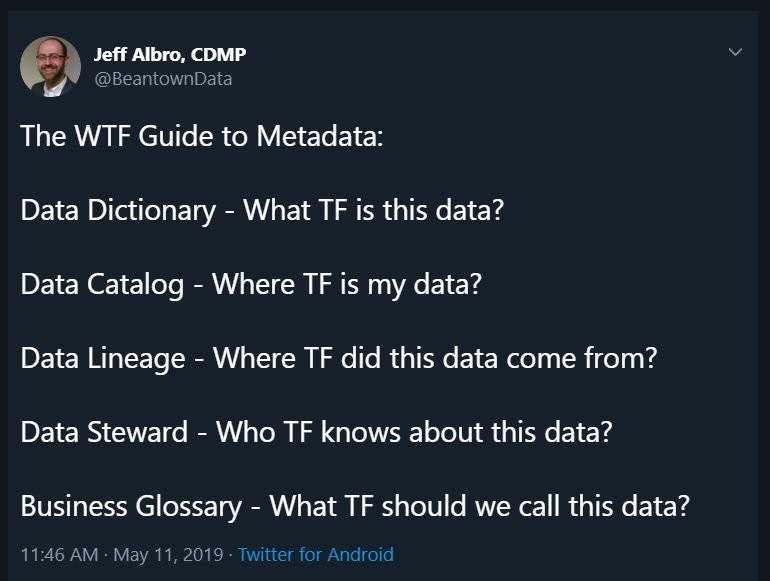 Jeff Albro, CDMP
@BeantownData
The WTF Guide to Metadata:
Data Dictionary - What TF is this data?
Data Catalog - Where TF is my data?
Data Lineage - Where TF did this data come from?
Data Steward - Who TF knows about this data?
Business Glossary - What TF should we call this data?
11:46 AM · May 11, 2019 · Twitter for Android